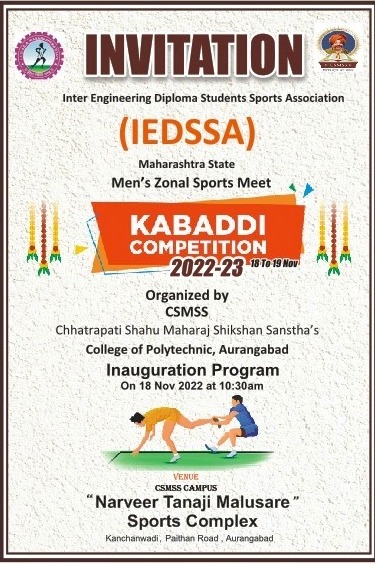 INVITATION
Inter Engineering Diploma Students Sports Association
(IEDSSA)
Maharashtra State
Men's Zonal Sports Meet
KABADDI
COMPETITION
2022-23 18 To 19 Nov
Organized by
CSMSS
Chhatrapati Shahu Maharaj Shikshan Sanstha's
College of Polytechnic, Aurangabad
Inauguration Program
On 18 Nov 2022 at 10:30am
VENUE
CSMSS CAMPUS
"Narveer Tanaji Malusare"
Sports Complex
Kanchanwadi, Paithan Road, Aurangabad